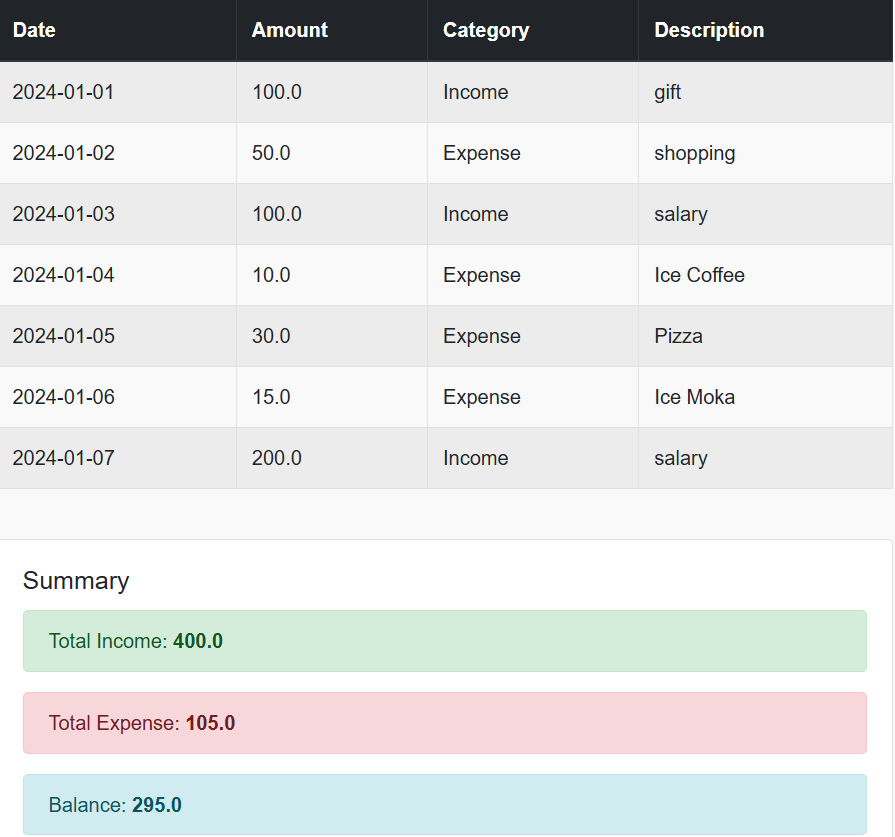 Date Amount Category Description
2024-01-01 100.0 Income gift
2024-01-02 50.0 Expense shopping
2024-01-03 100.0 Income salary
2024-01-04 10.0 Expense Ice Coffee
2024-01-05 30.0 Expense Pizza
2024-01-06 15.0 Expense Ice Moka
2024-01-07 200.0 Income salary
Summary
Total Income: 400.0
Total Expense: 105.0
Balance: 295.0